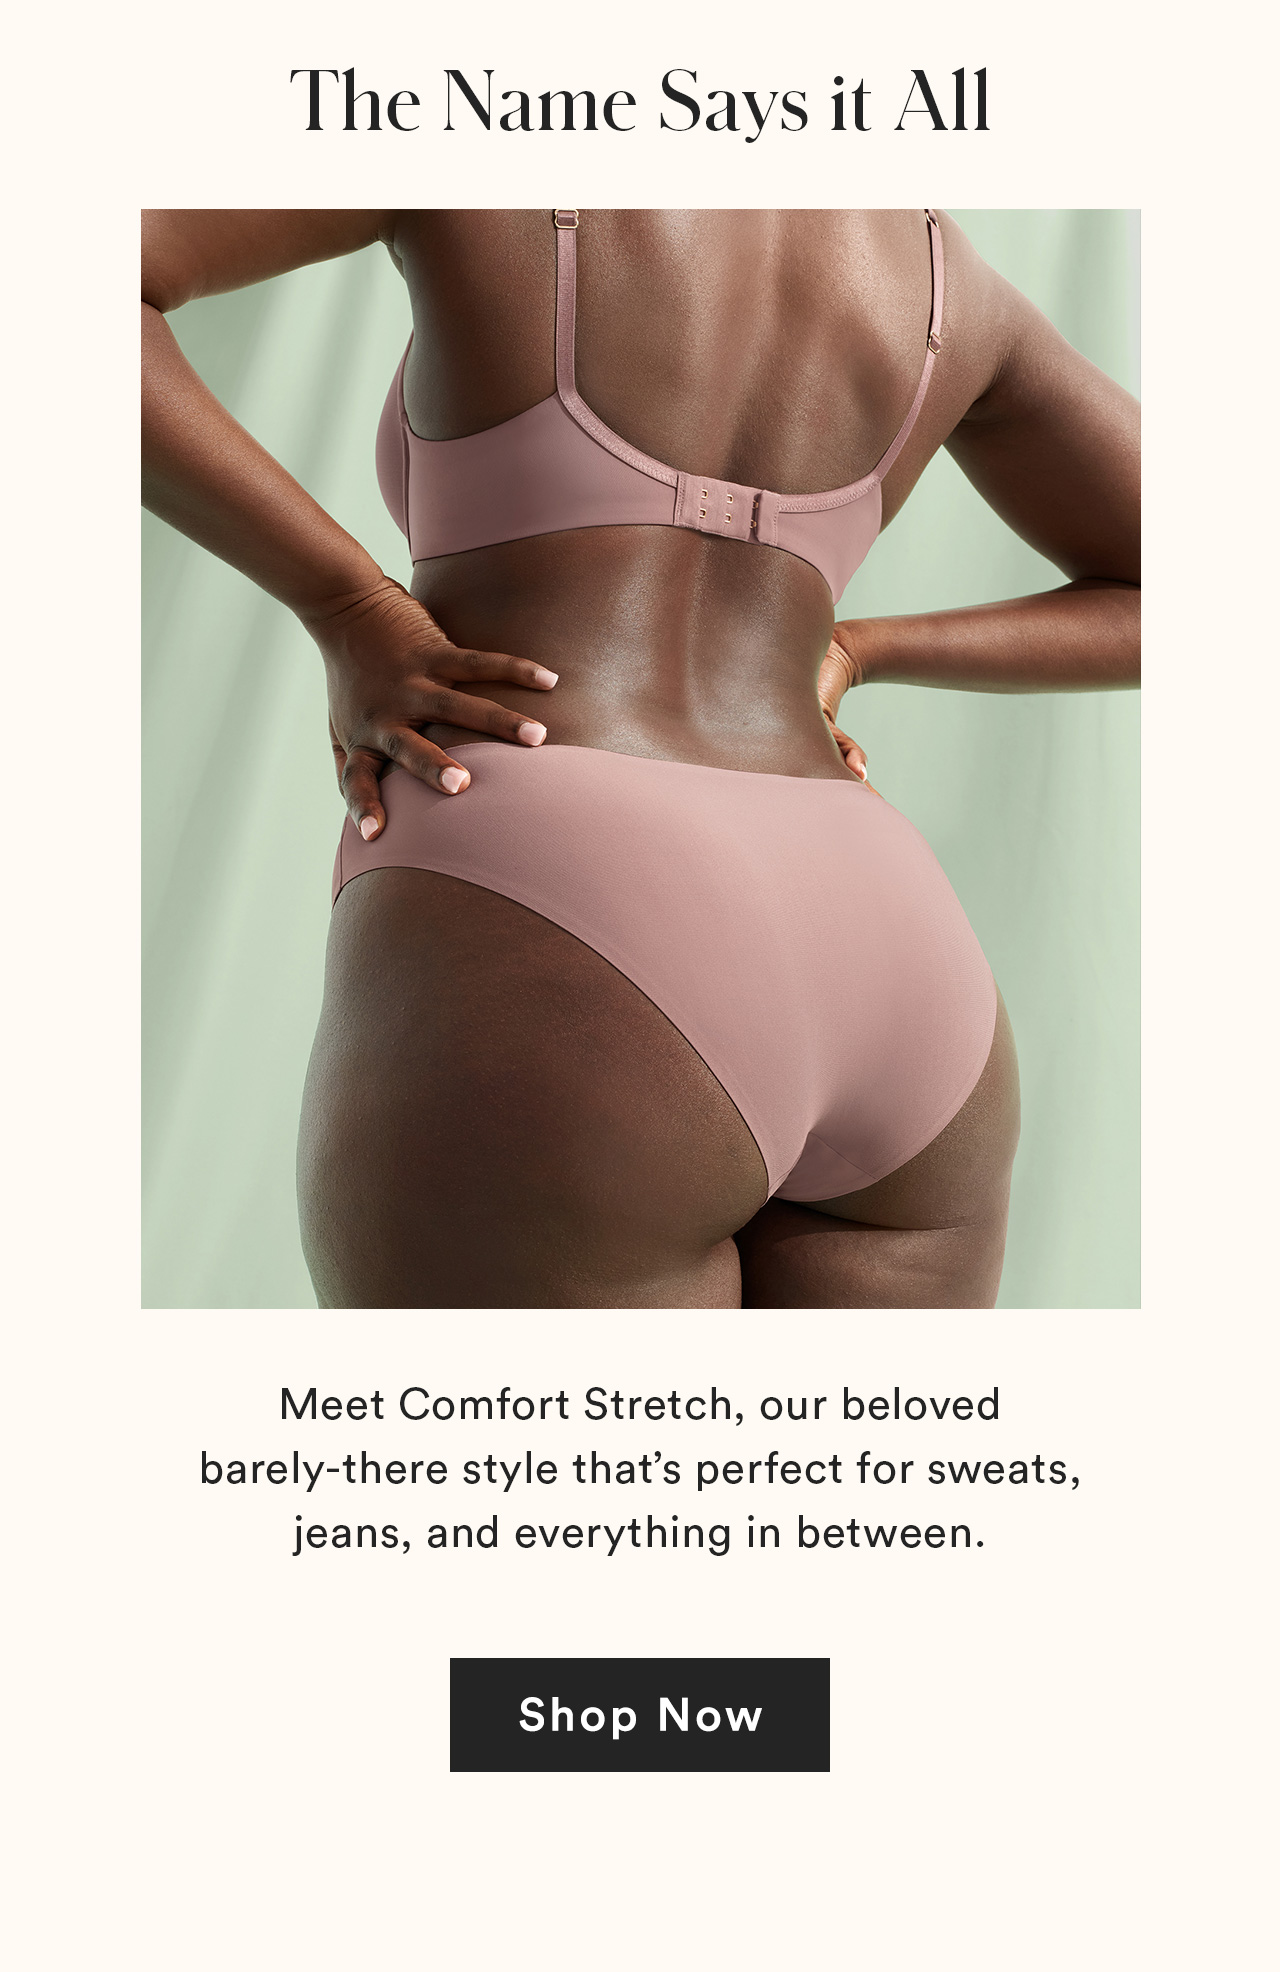 The Name Says it All
Meet Comfort Stretch, our beloved
barely-there style that’s perfect for sweats,
jeans, and everything in between.
Shop Now